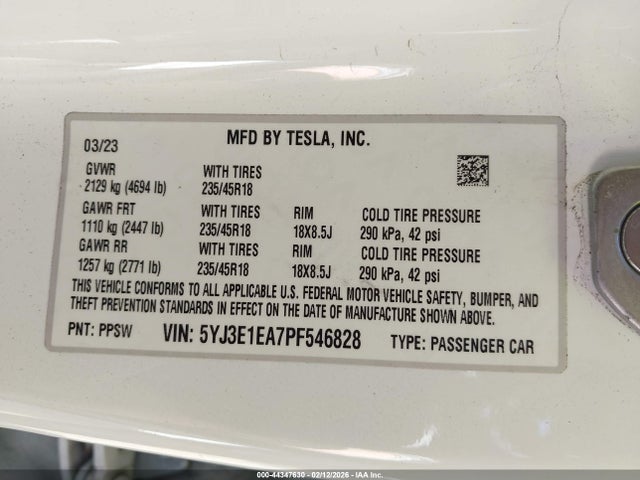 MFD BY TESLA, INC.
03/23
GVWR WITH TIRES
2129 kg (4694 lb) 235/45R18
GAWR FRT WITH TIRES RIM COLD TIRE PRESSURE
1110 kg (2447 lb) 235/45R18 18X8.5J 290 kPa, 42 psi
GAWR RR WITH TIRES RIM COLD TIRE PRESSURE
1257 kg (2771 lb) 235/45R18 18X8.5J 290 kPa, 42 psi
THIS VEHICLE CONFORMS TO ALL APPLICABLE U.S. FEDERAL MOTOR VEHICLE SAFETY, BUMPER, AND
THEFT PREVENTION STANDARDS IN EFFECT ON THE DATE OF MANUFACTURE SHOWN ABOVE.
PNT: PPSW VIN: 5YJ3E1EA7PF546828 TYPE: PASSENGER CAR
000-44347630 - 02/12/2026 - IAA Inc.